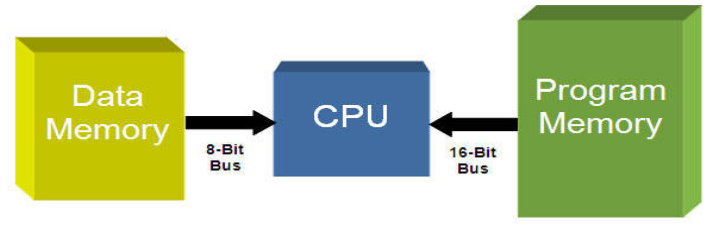 Data
Memory
8-Bit
Bus
CPU
16-Bit
Bus
Program
Memory